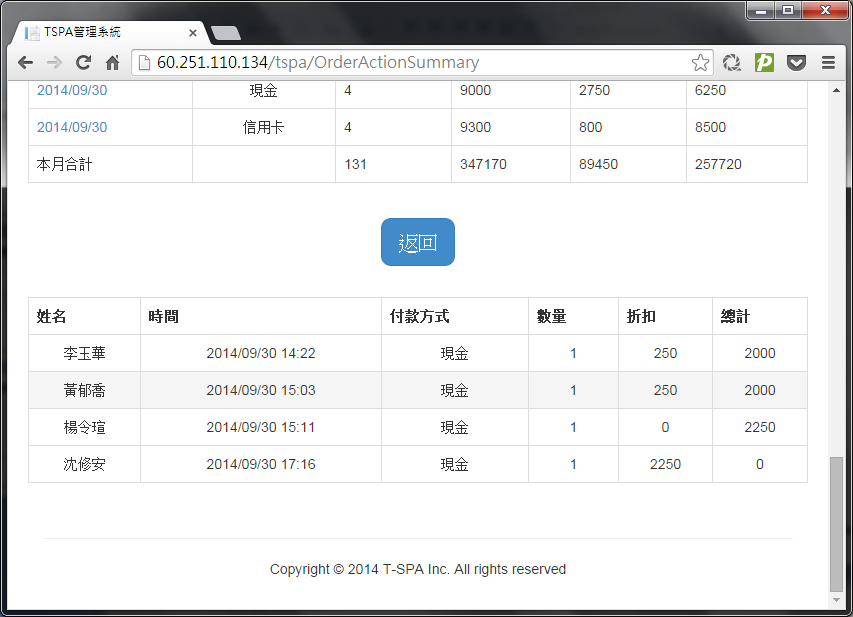 TSPA管理系統
60.251.110.134/tspa/OrderActionSummary
2014/09/30 現金 4 9000 2750 6250
2014/09/30 信用卡 4 9300 800 8500
本月合計 131 347170 89450 257720
返回
姓名 時間 付款方式 數量 折扣 總計
李玉華 2014/09/30 14:22 現金 1 250 2000
黃郁喬 2014/09/30 15:03 現金 1 250 2000
楊令瑄 2014/09/30 15:11 現金 1 0 2250
沈修安 2014/09/30 17:16 現金 1 2250 0
Copyright © 2014 T-SPA Inc. All rights reserved